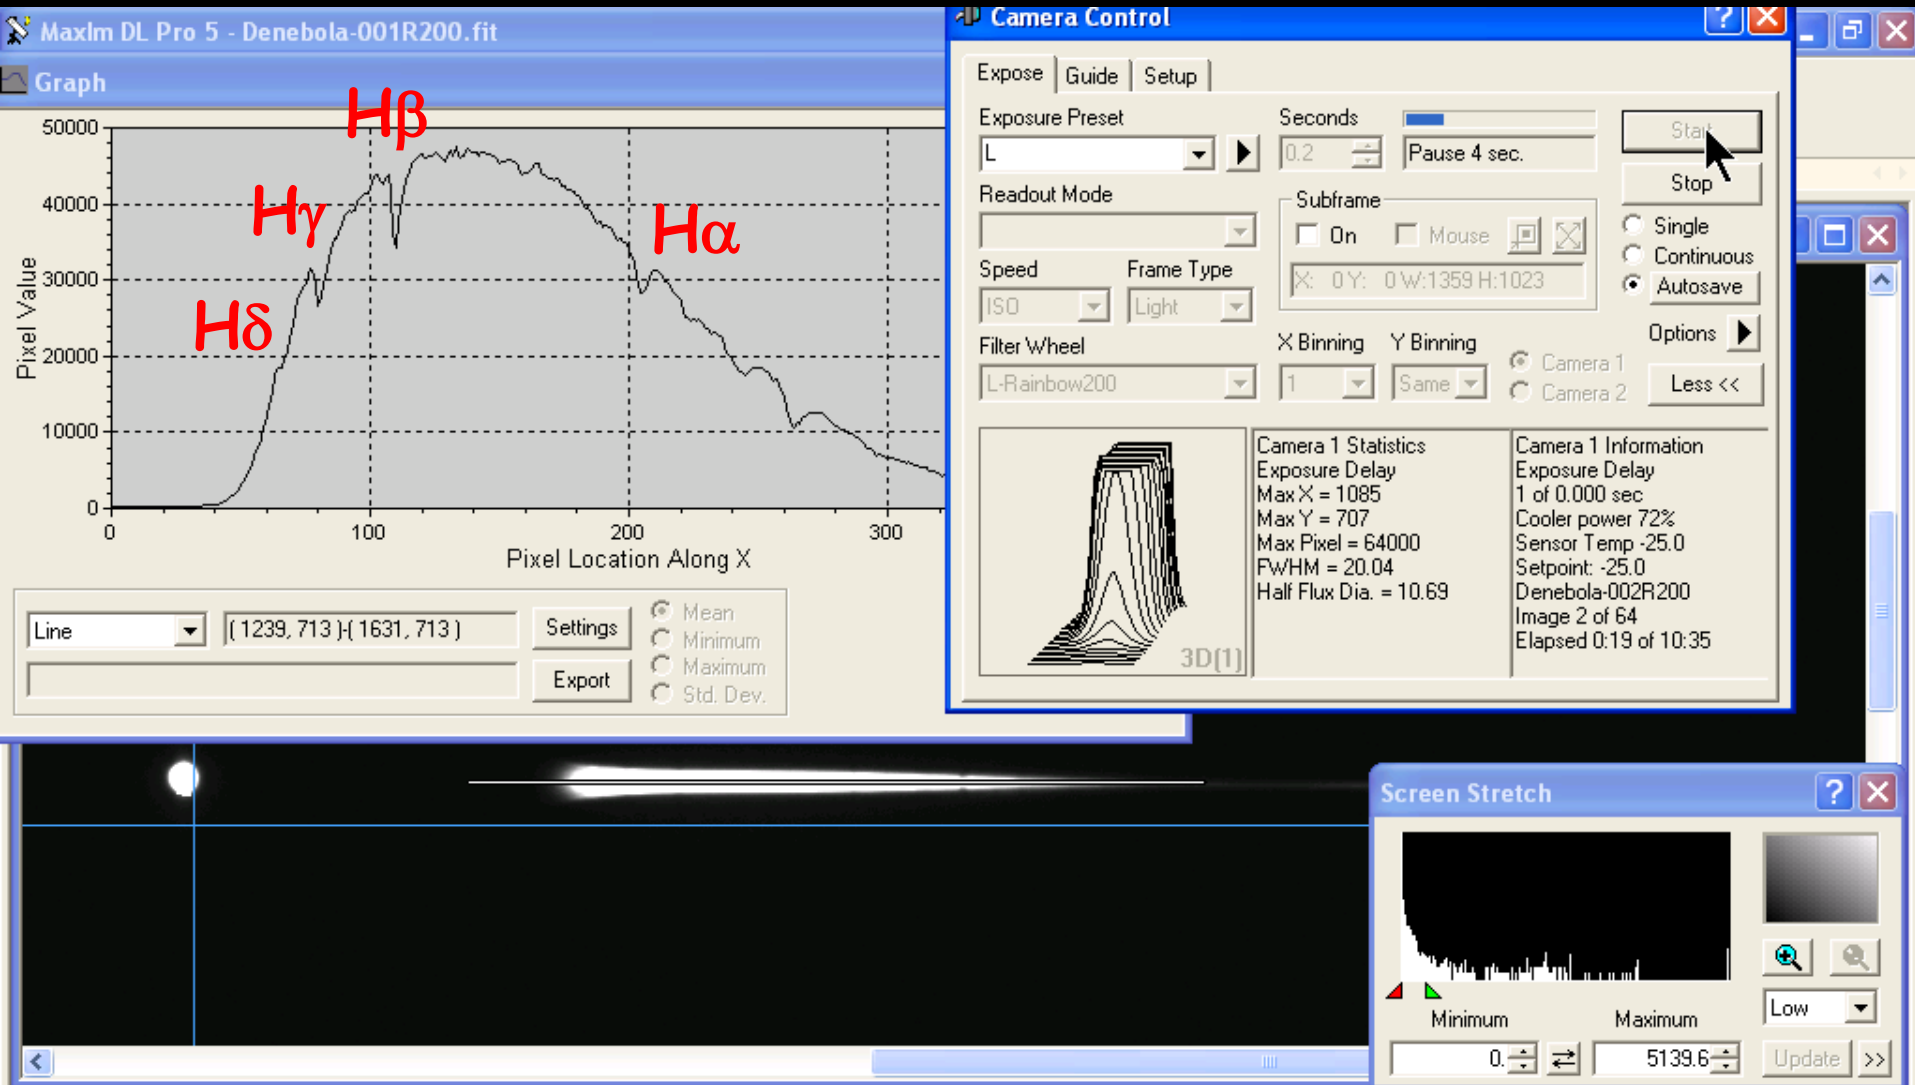 MaxIm DL Pro 5 - Denebola-001R200.fit
Graph
50000
40000
30000
20000
10000
0
Pixel Value
Hδ
Hγ
Hβ
Hα
0 100 200 300
Pixel Location Along X
Line
( 1239, 713 )-( 1631, 713 )
Settings
Export
Mean
Minimum
Maximum
Std. Dev.
Camera Control
Expose Guide Setup
Exposure Preset
L
Readout Mode
Speed
ISO
Frame Type
Light
Filter Wheel
L-Rainbow200
Seconds
0.2
Pause 4 sec.
Subframe
On Mouse
X: 0 Y: 0 W:1359 H:1023
X Binning Y Binning
1 Same
Camera 1
Camera 2
Start
Stop
Single
Continuous
Autosave
Options
Less <<
3D(1)
Camera 1 Statistics
Exposure Delay
Max X = 1085
Max Y = 707
Max Pixel = 64000
FWHM = 20.04
Half Flux Dia. = 10.69
Camera 1 Information
Exposure Delay
1 of 0.000 sec
Cooler power 72%
Sensor Temp -25.0
Setpoint: -25.0
Denebola-002R200
Image 2 of 64
Elapsed 0:19 of 10:35
Screen Stretch
Low
Minimum Maximum
0. 5139.6
Update >>